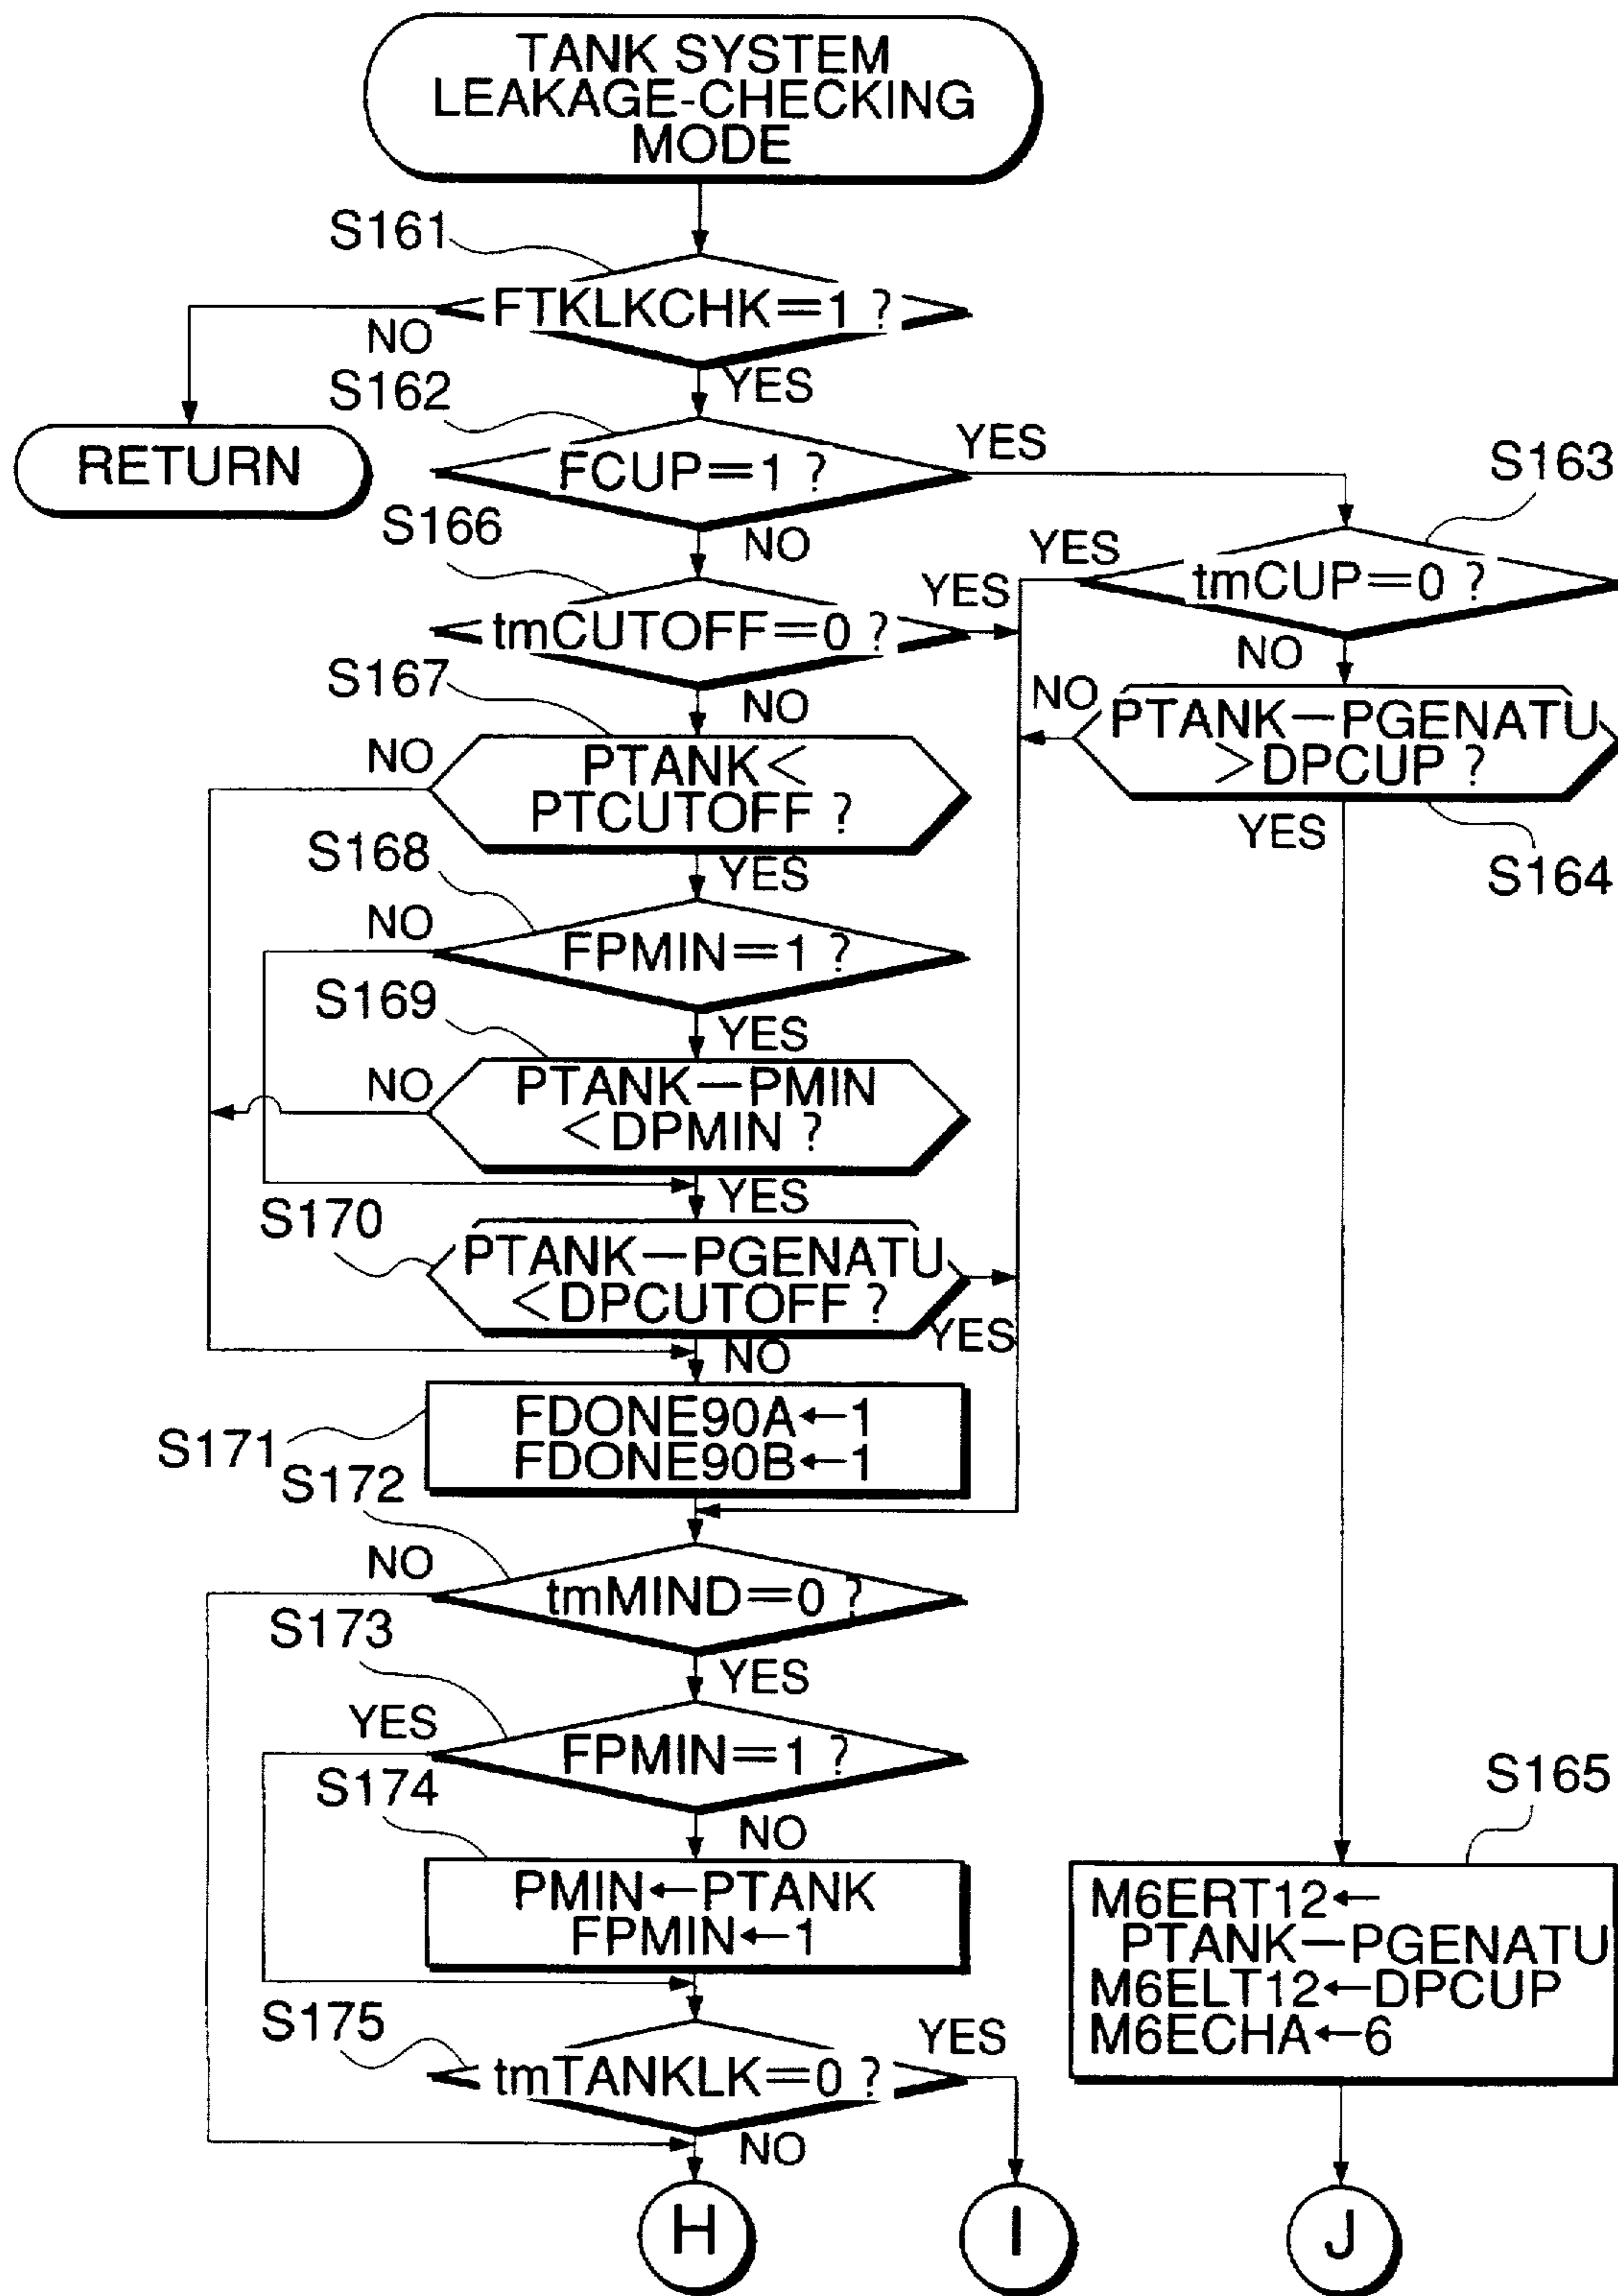 TANK SYSTEM
LEAKAGE-CHECKING
MODE
S161
FTKLKCHK=1 ?
NO
YES
RETURN
S162
FCUP=1 ?
YES
NO
S163
tmCUP=0 ?
YES
NO
S166
tmCUTOFF=0 ?
YES
NO
NO
PTANK−PGENATU
>DPCUP ?
YES
S164
S167
NO
PTANK<
PTCUTOFF ?
YES
S168
NO
FPMIN=1 ?
YES
S169
NO
PTANK−PMIN
<DPMIN ?
YES
S170
PTANK−PGENATU
<DPCUTOFF ?
YES
NO
S171
FDONE90A←1
FDONE90B←1
S172
NO
tmMIND=0 ?
YES
S173
YES
FPMIN=1 ?
NO
S174
PMIN←PTANK
FPMIN←1
S165
M6ERT12←
PTANK−PGENATU
M6ELT12←DPCUP
M6ECHA←6
S175
tmTANKLK=0 ?
YES
NO
H
I
J